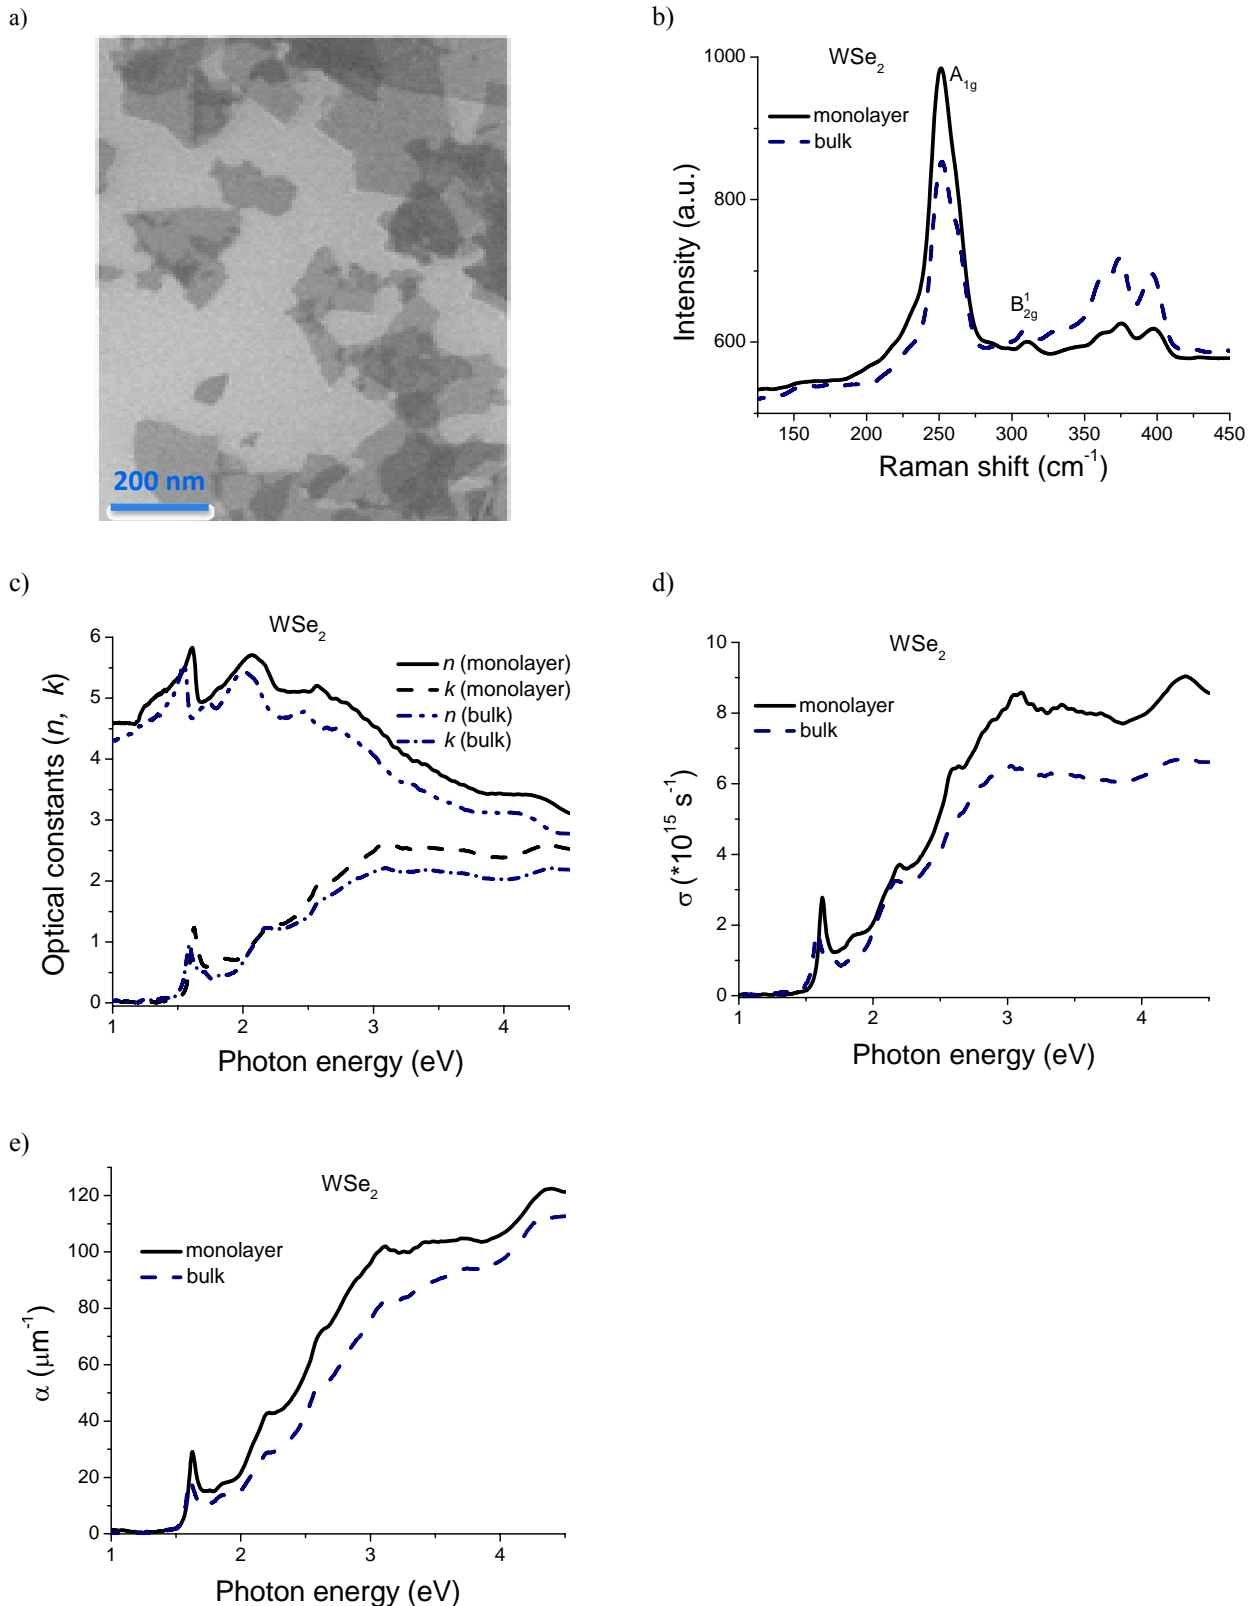 a)
200 nm
b)
WSe2
monolayer
bulk
A1g
B12g
1000
800
600
Intensity (a.u.)
150 200 250 300 350 400 450
Raman shift (cm-1)
c)
WSe2
n (monolayer)
k (monolayer)
n (bulk)
k (bulk)
6
5
4
3
2
1
0
Optical constants (n, k)
1 2 3 4
Photon energy (eV)
d)
WSe2
monolayer
bulk
10
8
6
4
2
0
σ (*10^15 s-1)
1 2 3 4
Photon energy (eV)
e)
WSe2
monolayer
bulk
120
100
80
60
40
20
0
α (μm-1)
1 2 3 4
Photon energy (eV)